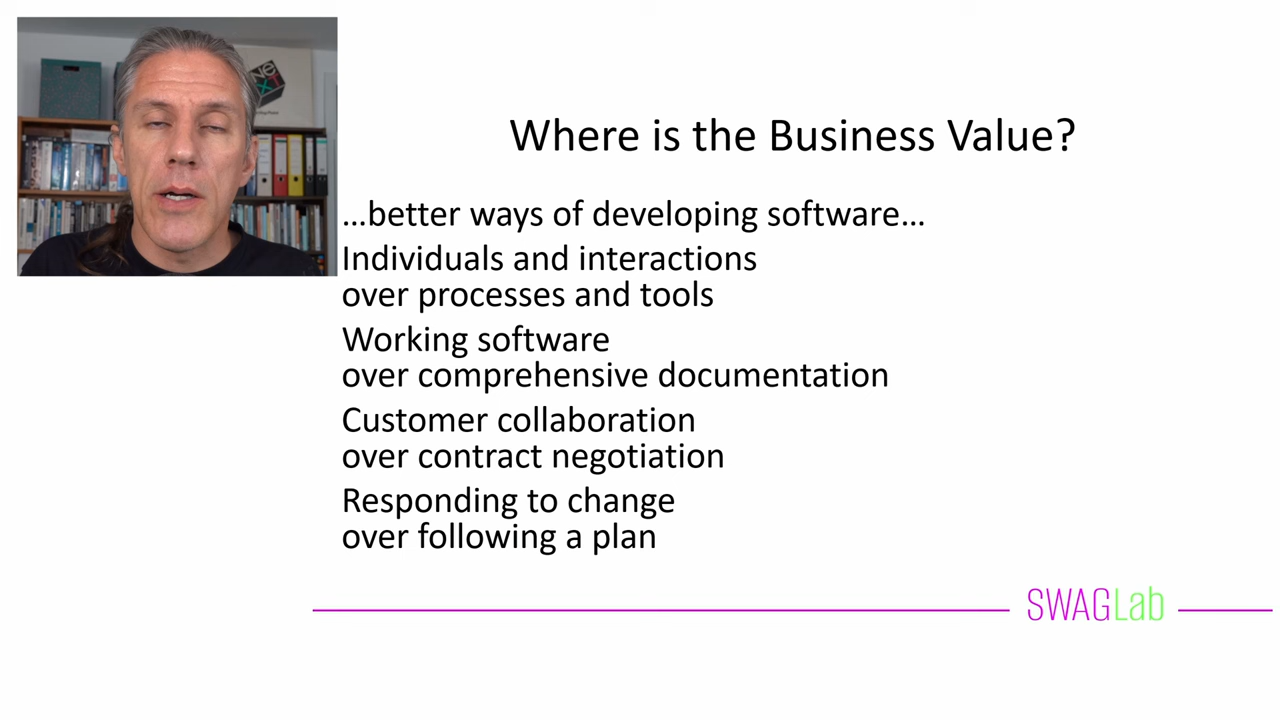 Where is the Business Value?
...better ways of developing software...
Individuals and interactions
over processes and tools
Working software
over comprehensive documentation
Customer collaboration
over contract negotiation
Responding to change
over following a plan
SWAGLab